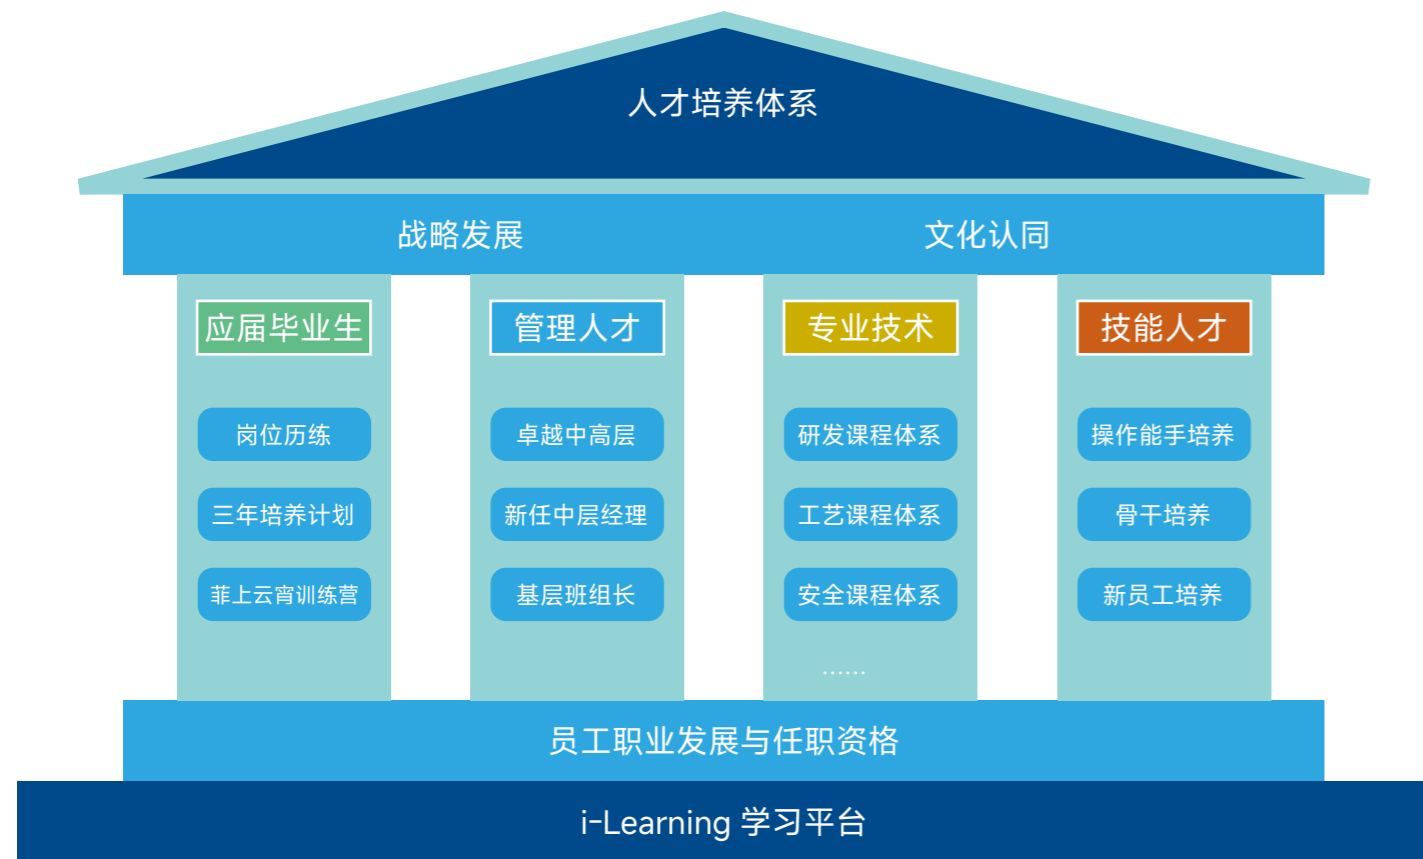 人才培养体系
战略发展
文化认同
应届毕业生
岗位历练
三年培养计划
菲上云宵训练营
管理人才
卓越中高层
新任中层经理
基层班组长
专业技术
研发课程体系
工艺课程体系
安全课程体系
……
技能人才
操作能手培养
骨干培养
新员工培养
员工职业发展与任职资格
i-Learning 学习平台